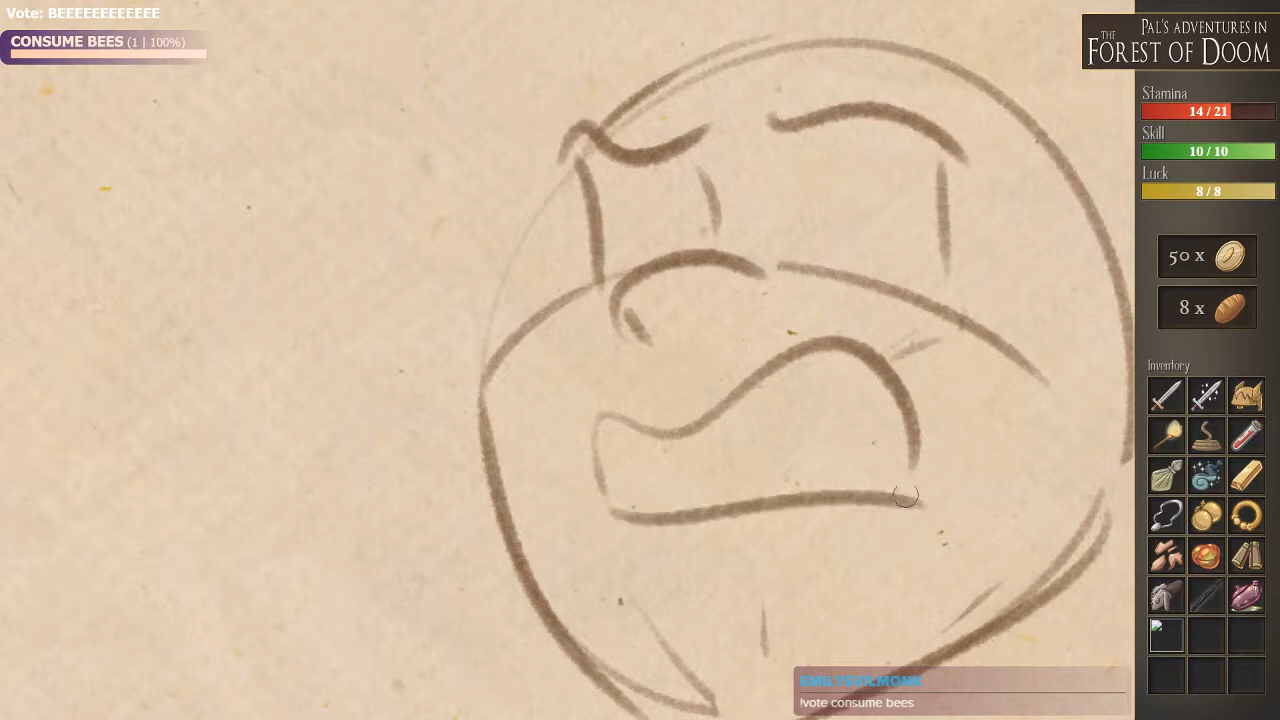 Vote: BEEEEEEEEEEEE
CONSUME BEES (1 | 100%)
PAL'S ADVENTURES IN
THE FOREST OF DOOM
Stamina
14 / 21
Skill
10 / 10
Luck
8 / 8
50 x
8 x
Inventory
EMILYSVILMONK
!vote consume bees